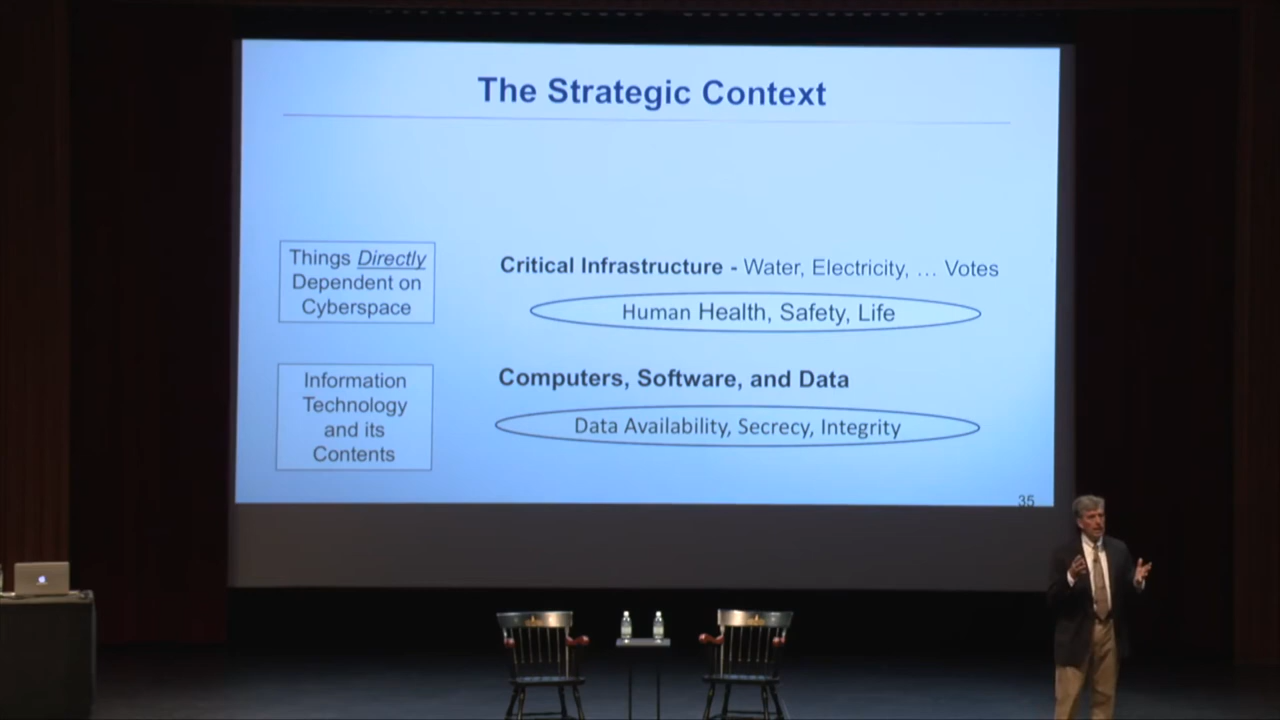 The Strategic Context
Things Directly
Dependent on
Cyberspace
Critical Infrastructure - Water, Electricity, … Votes
Human Health, Safety, Life
Information
Technology
and its
Contents
Computers, Software, and Data
Data Availability, Secrecy, Integrity
35